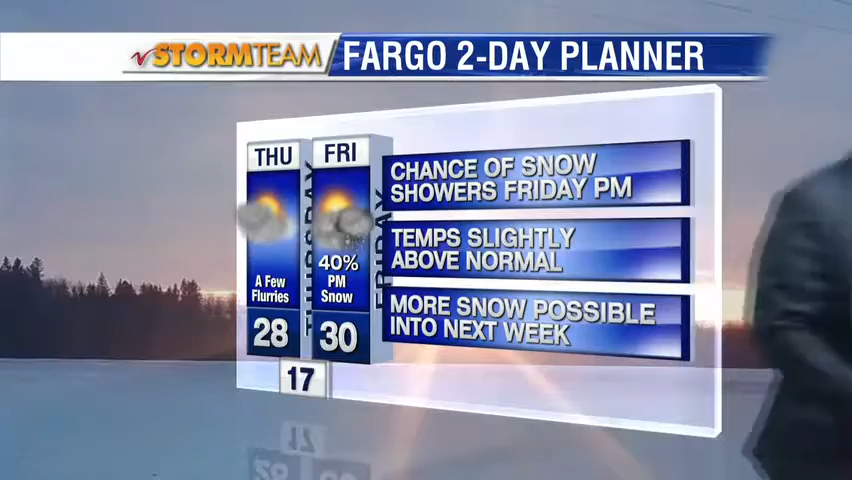 STORMTEAM
FARGO 2-DAY PLANNER
THU
FRI
THURSDAY
FRIDAY
40%
A Few
Flurries
PM
Snow
28
30
17
CHANCE OF SNOW
SHOWERS FRIDAY PM
TEMPS SLIGHTLY
ABOVE NORMAL
MORE SNOW POSSIBLE
INTO NEXT WEEK